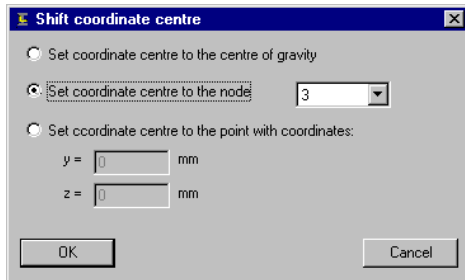 Shift coordinate centre
Set coordinate centre to the centre of gravity
Set coordinate centre to the node 3
Set coordinate centre to the point with coordinates:
y = 0 mm
z = 0 mm
OK Cancel